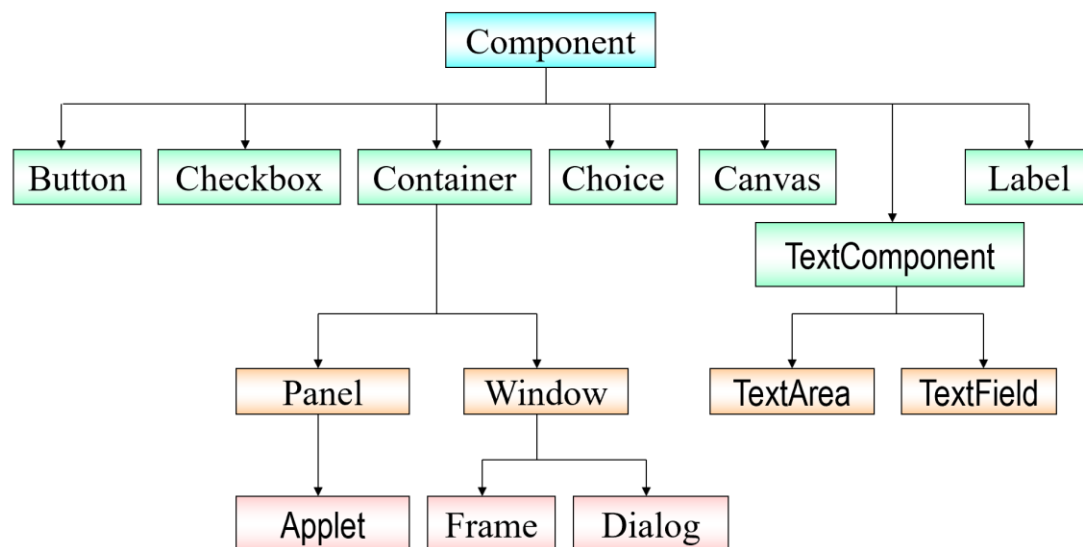 Component
Button
Checkbox
Container
Choice
Canvas
Label
TextComponent
Panel
Window
TextArea
TextField
Applet
Frame
Dialog